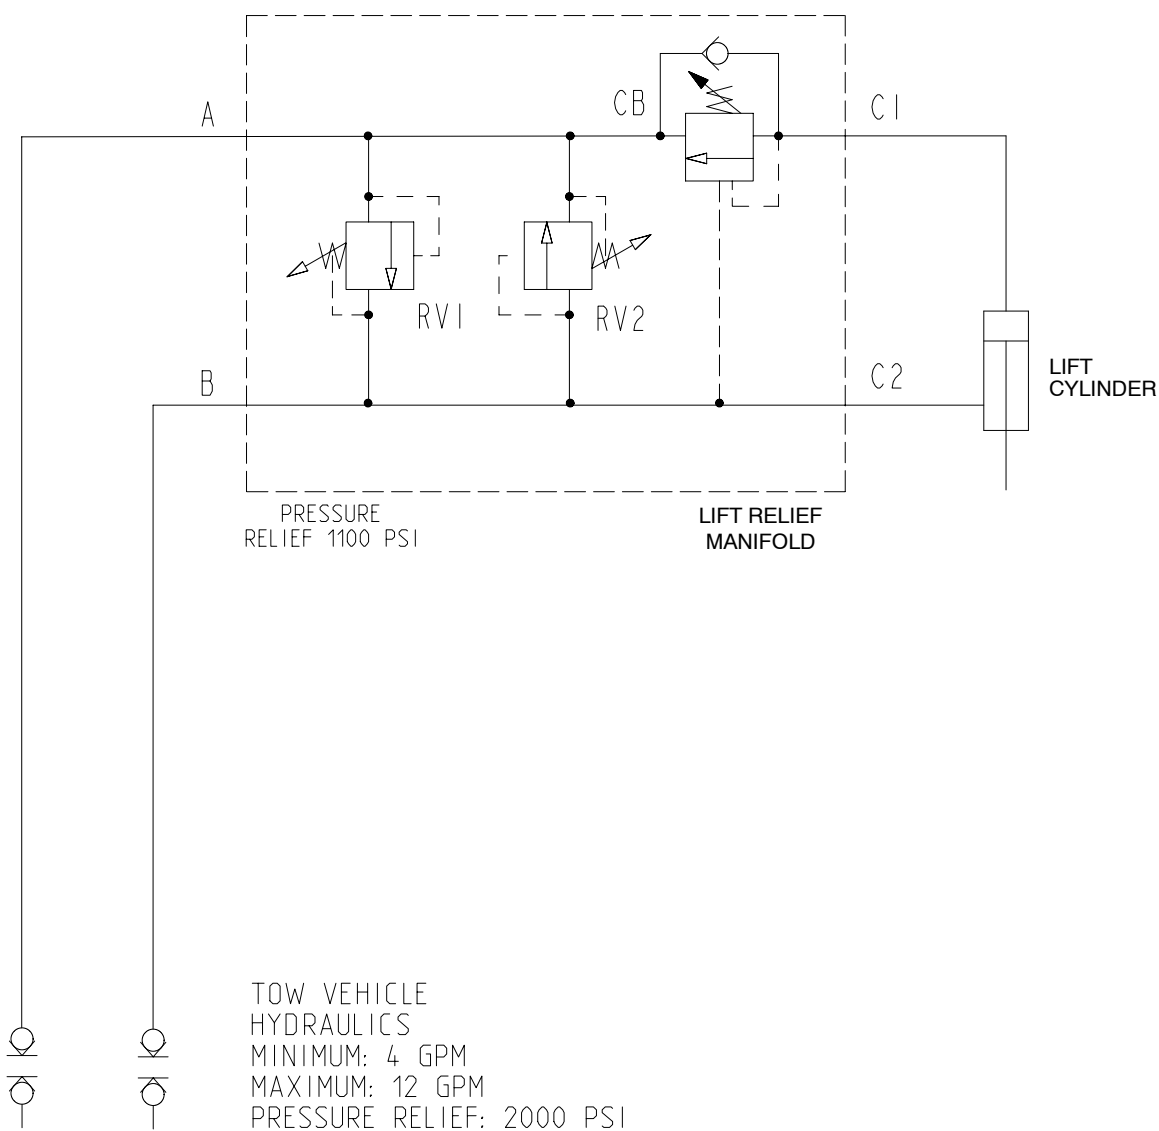 CB
A
C1
RV1
RV2
B
C2
LIFT
CYLINDER
PRESSURE
RELIEF 1100 PSI
LIFT RELIEF
MANIFOLD
TOW VEHICLE
HYDRAULICS
MINIMUM: 4 GPM
MAXIMUM: 12 GPM
PRESSURE RELIEF: 2000 PSI